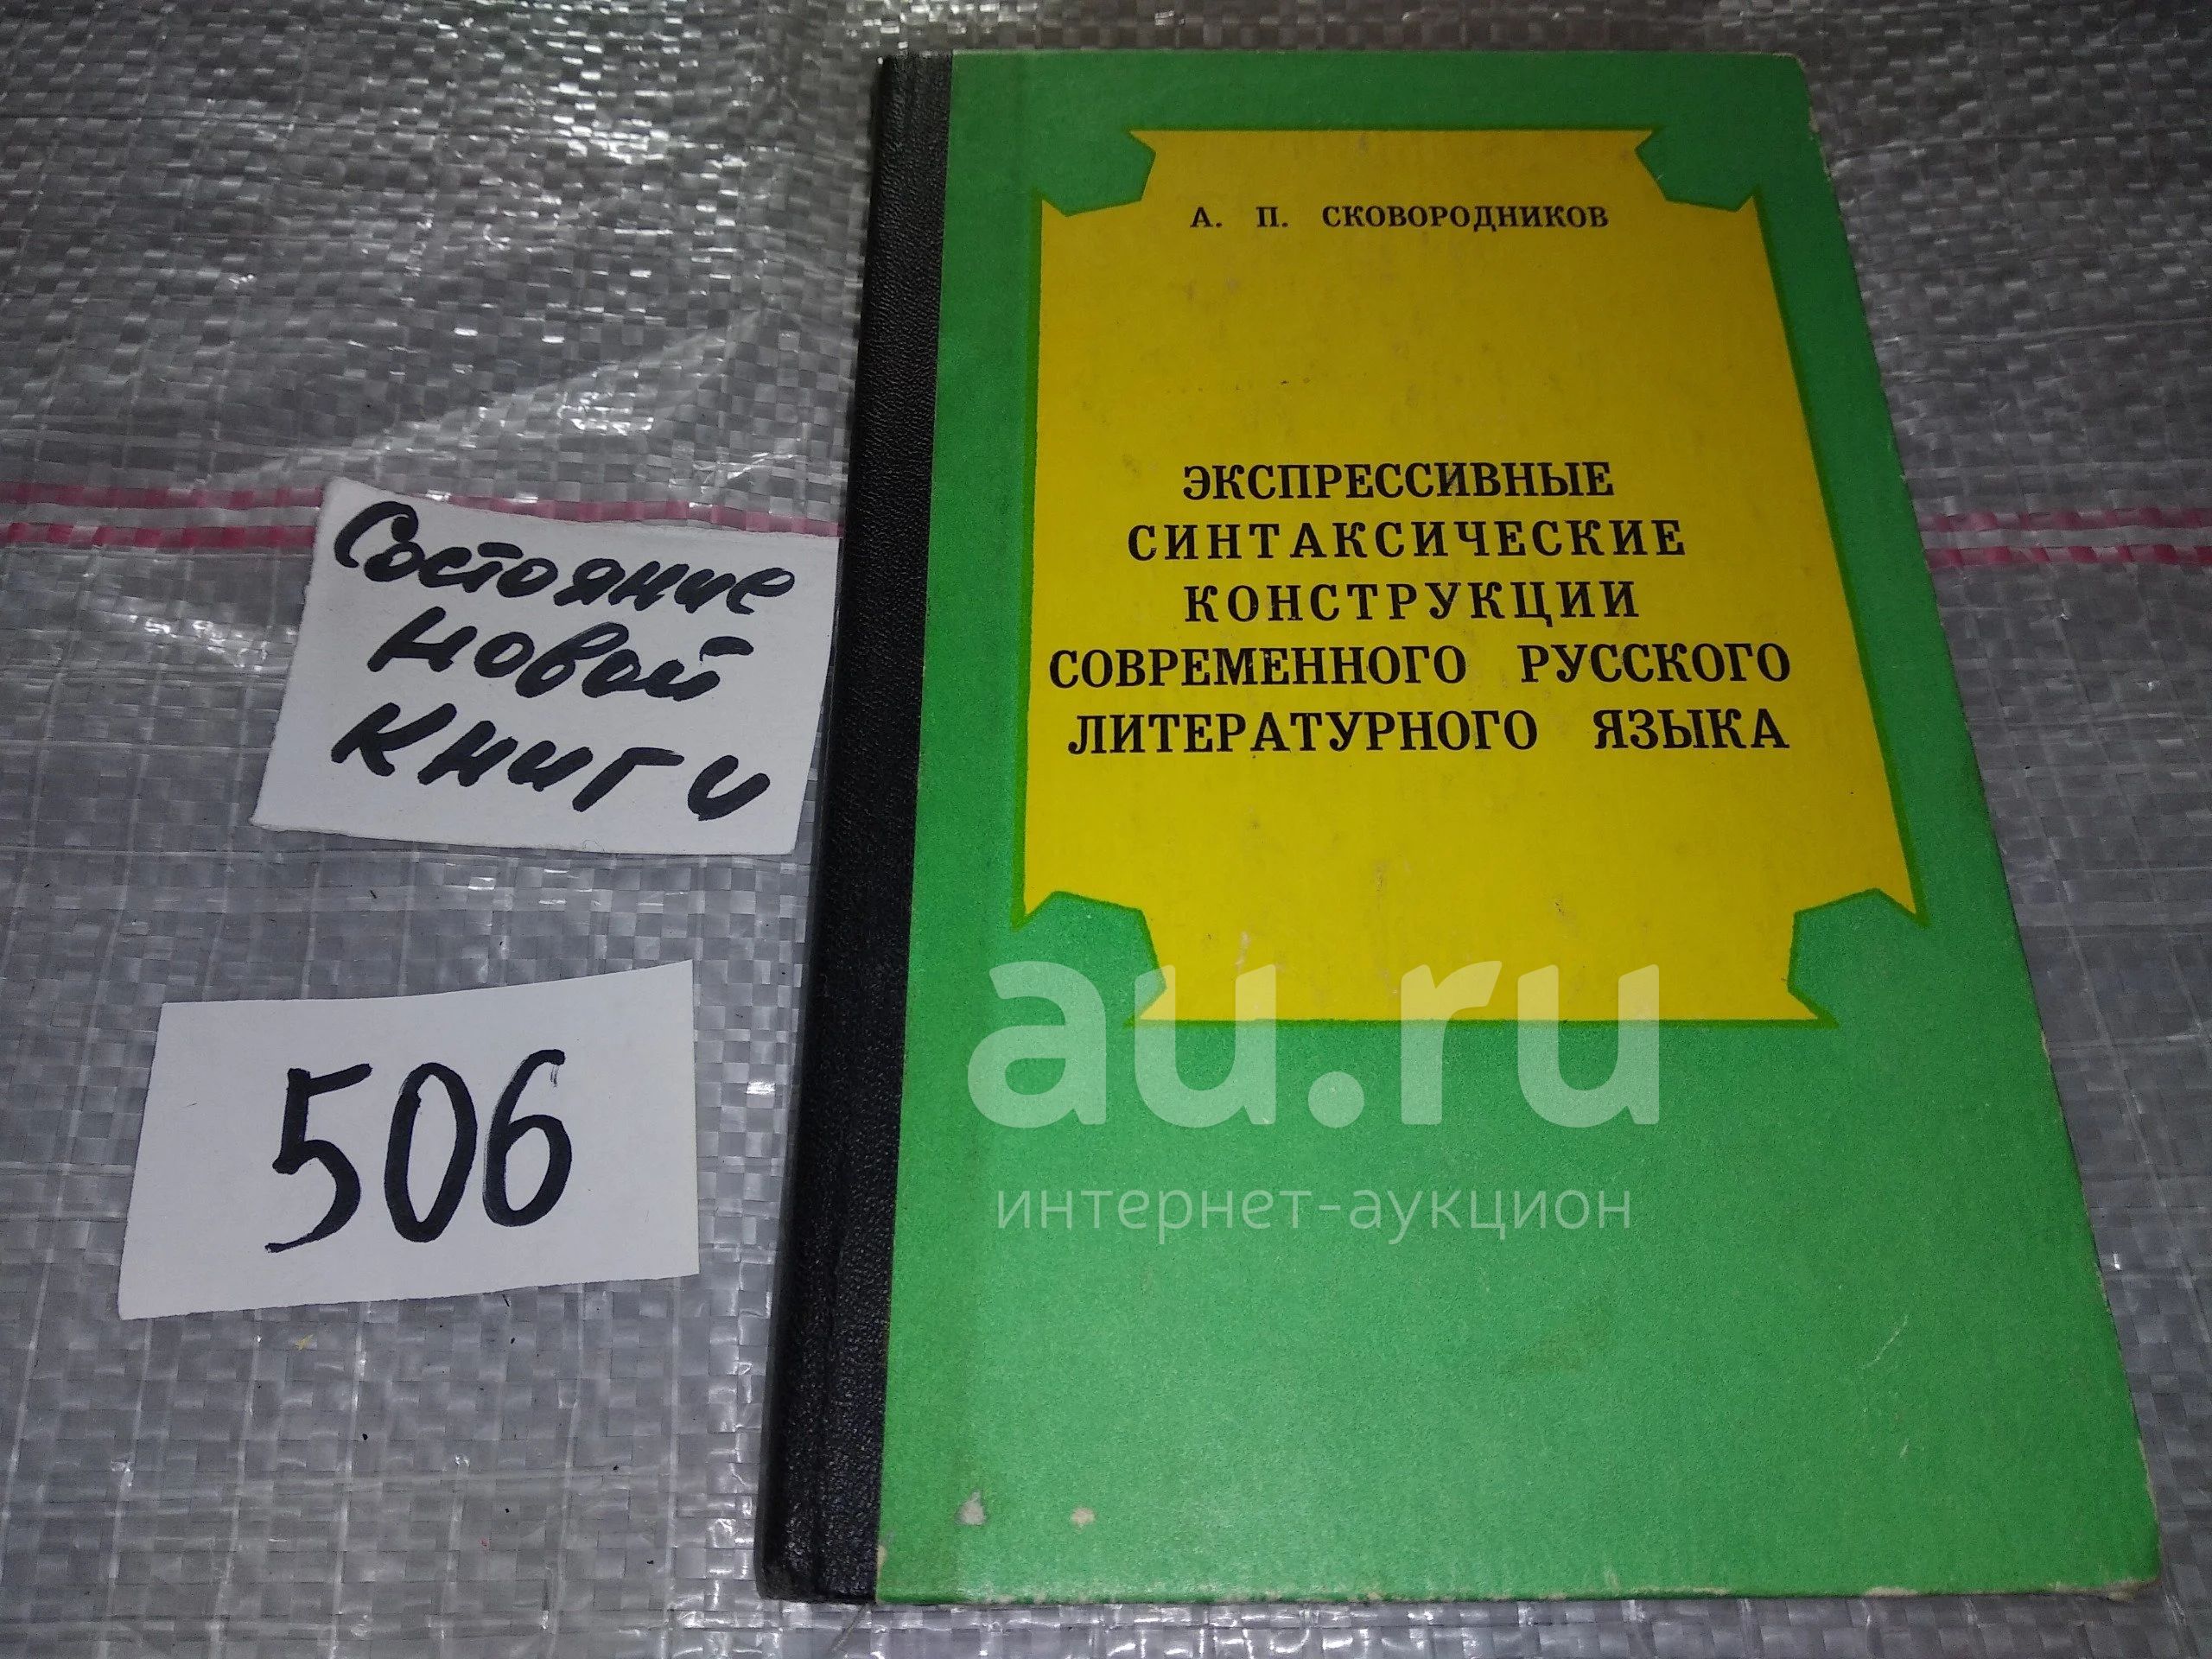 А. П. СКОВОРОДНИКОВ
ЭКСПРЕССИВНЫЕ
СИНТАКСИЧЕСКИЕ
КОНСТРУКЦИИ
СОВРЕМЕННОГО РУССКОГО
ЛИТЕРАТУРНОГО ЯЗЫКА
Состояние
новой
книги
506
au.ru
интернет-аукцион